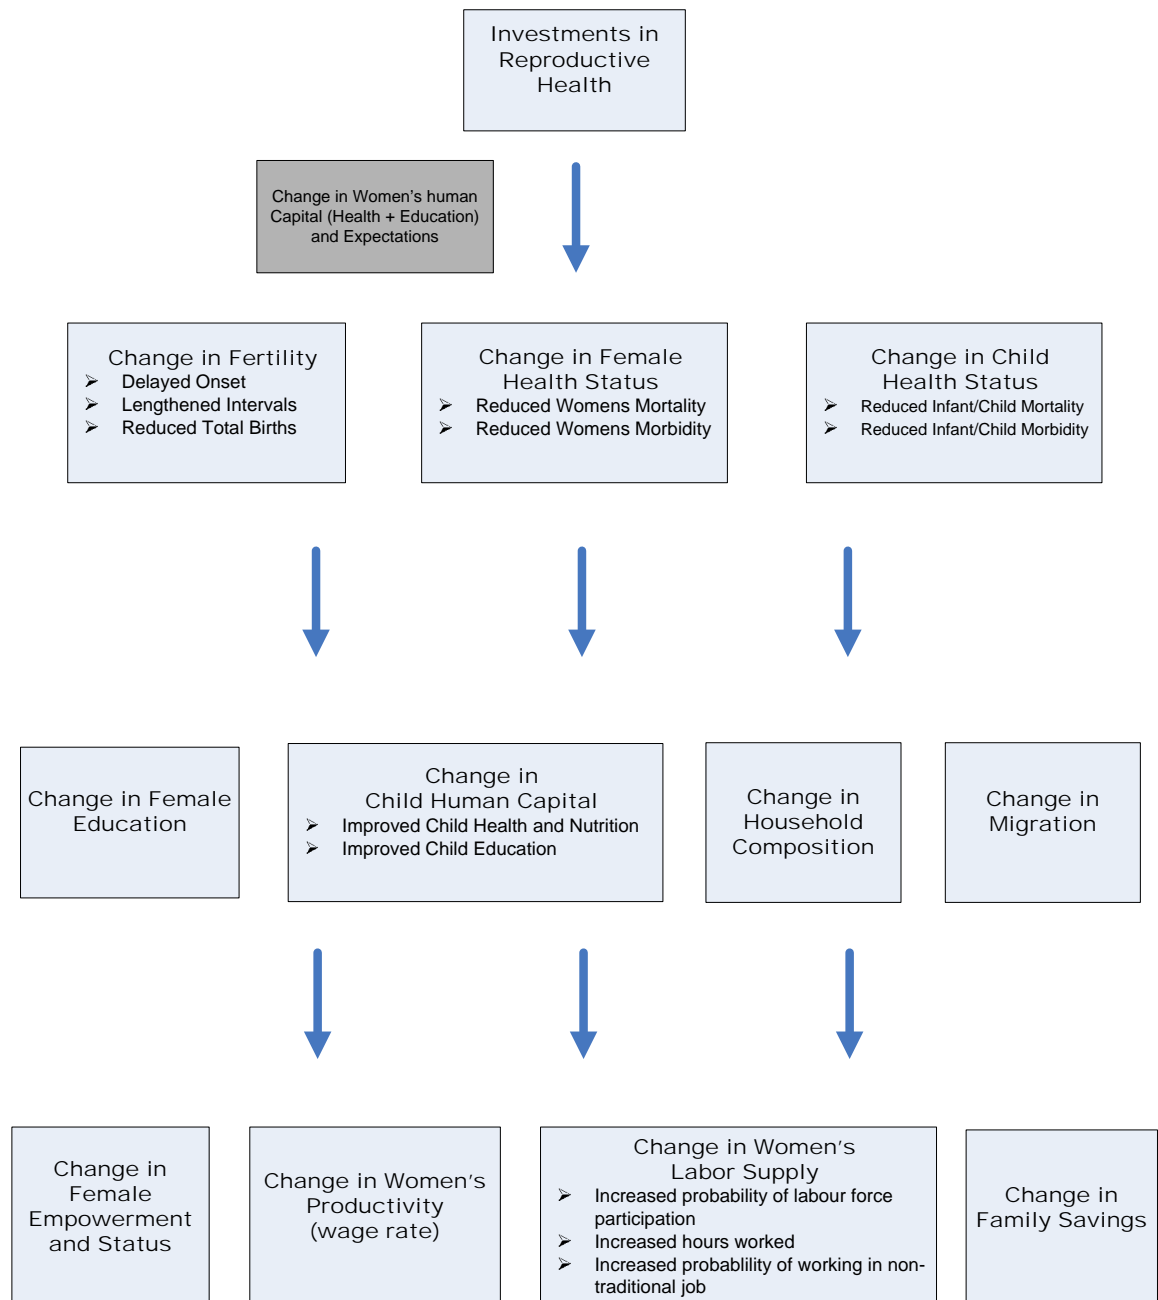 Investments in
Reproductive
Health
Change in Women's human
Capital (Health + Education)
and Expectations
Change in Fertility
➢ Delayed Onset
➢ Lengthened Intervals
➢ Reduced Total Births
Change in Female
Health Status
➢ Reduced Womens Mortality
➢ Reduced Womens Morbidity
Change in Child
Health Status
➢ Reduced Infant/Child Mortality
➢ Reduced Infant/Child Morbidity
Change in Female
Education
Change in
Child Human Capital
➢ Improved Child Health and Nutrition
➢ Improved Child Education
Change in
Household
Composition
Change in
Migration
Change in
Female
Empowerment
and Status
Change in Women's
Productivity
(wage rate)
Change in Women's
Labor Supply
➢ Increased probability of labour force
participation
➢ Increased hours worked
➢ Increased probablility of working in non-
traditional job
Change in
Family Savings